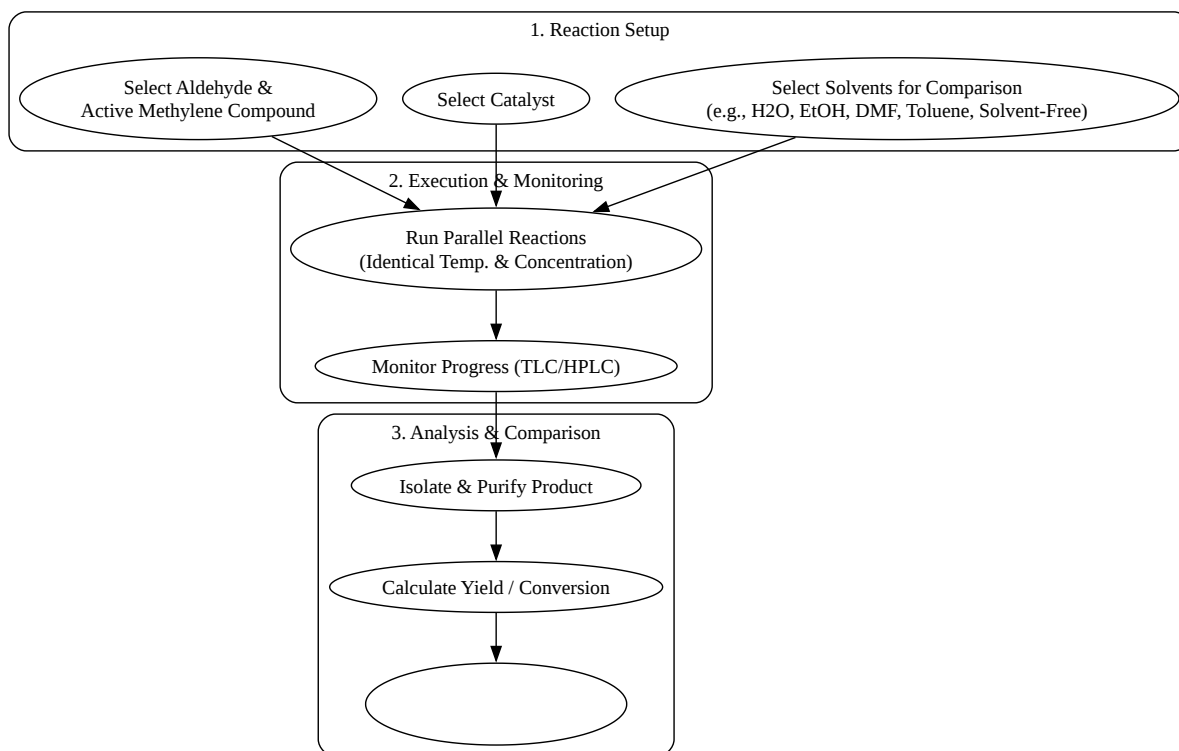 1. Reaction Setup
Select Aldehyde &
Active Methylene Compound
Select Catalyst
Select Solvents for Comparison
(e.g., H2O, EtOH, DMF, Toluene, Solvent-Free)
2. Execution & Monitoring
Run Parallel Reactions
(Identical Temp. & Concentration)
Monitor Progress (TLC/HPLC)
3. Analysis & Comparison
Isolate & Purify Product
Calculate Yield / Conversion